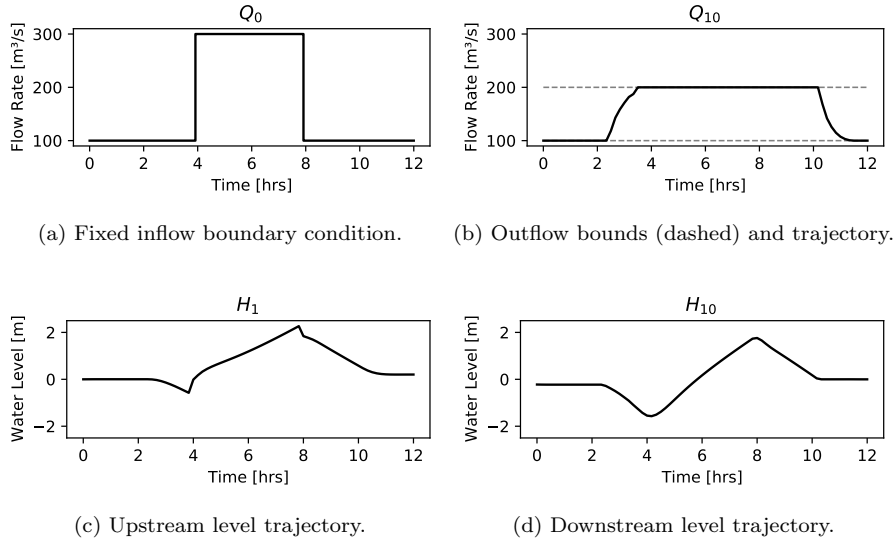 Q₀
Flow Rate [m³/s]
300
200
100
0 2 4 6 8 10 12
Time [hrs]
(a) Fixed inflow boundary condition.
Q₁₀
Flow Rate [m³/s]
300
200
100
0 2 4 6 8 10 12
Time [hrs]
(b) Outflow bounds (dashed) and trajectory.
H₁
Water Level [m]
2
0
−2
0 2 4 6 8 10 12
Time [hrs]
(c) Upstream level trajectory.
H₁₀
Water Level [m]
2
0
−2
0 2 4 6 8 10 12
Time [hrs]
(d) Downstream level trajectory.